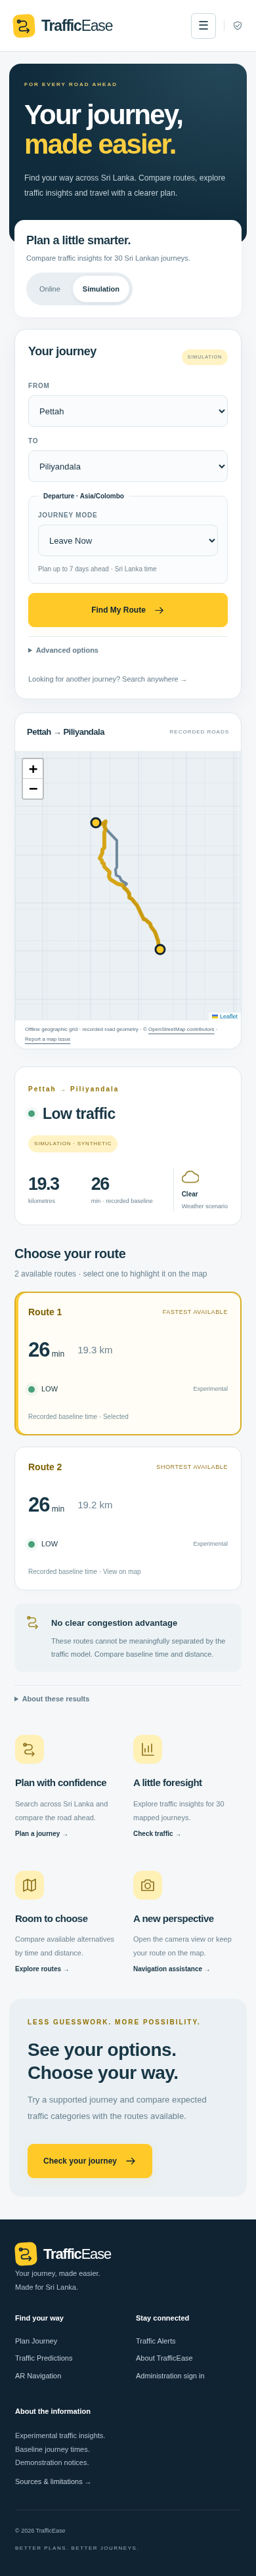 TrafficEase
FOR EVERY ROAD AHEAD
Your journey,
made easier.
Find your way across Sri Lanka. Compare routes, explore
traffic insights and travel with a clearer plan.
Plan a little smarter.
Compare traffic insights for 30 Sri Lankan journeys.
Online
Simulation
Your journey
SIMULATION
FROM
Pettah
TO
Piliyandala
Departure · Asia/Colombo
JOURNEY MODE
Leave Now
Plan up to 7 days ahead · Sri Lanka time
Find My Route →
▶ Advanced options
Looking for another journey? Search anywhere →
Pettah → Piliyandala
RECORDED ROADS
+
−
Leaflet
Offline geographic grid · recorded road geometry · © OpenStreetMap contributors ·
Report a map issue
Pettah → Piliyandala
Low traffic
SIMULATION · SYNTHETIC
19.3
kilometres
26
min · recorded baseline
Clear
Weather scenario
Choose your route
2 available routes · select one to highlight it on the map
Route 1
FASTEST AVAILABLE
26 min 19.3 km
LOW
Experimental
Recorded baseline time · Selected
Route 2
SHORTEST AVAILABLE
26 min 19.2 km
LOW
Experimental
Recorded baseline time · View on map
No clear congestion advantage
These routes cannot be meaningfully separated by the
traffic model. Compare baseline time and distance.
▶ About these results
Plan with confidence
Search across Sri Lanka and
compare the road ahead.
Plan a journey →
A little foresight
Explore traffic insights for 30
mapped journeys.
Check traffic →
Room to choose
Compare available alternatives
by time and distance.
Explore routes →
A new perspective
Open the camera view or keep
your route on the map.
Navigation assistance →
LESS GUESSWORK. MORE POSSIBILITY.
See your options.
Choose your way.
Try a supported journey and compare expected
traffic categories with the routes available.
Check your journey →
TrafficEase
Your journey, made easier.
Made for Sri Lanka.
Find your way
Plan Journey
Traffic Predictions
AR Navigation
Stay connected
Traffic Alerts
About TrafficEase
Administration sign in
About the information
Experimental traffic insights.
Baseline journey times.
Demonstration notices.
Sources & limitations →
© 2026 TrafficEase
BETTER PLANS. BETTER JOURNEYS.